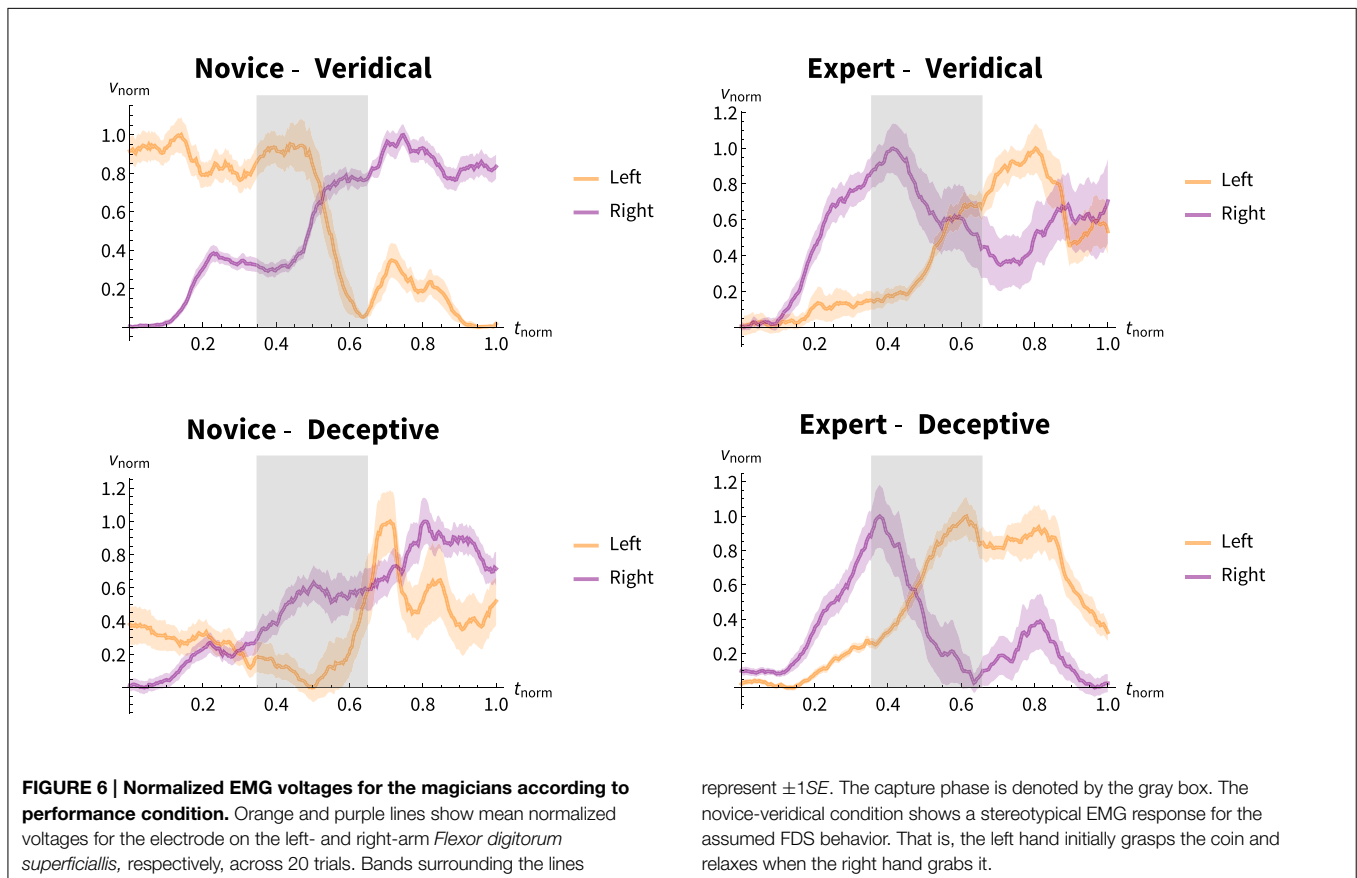 Novice - Veridical
v norm
1.0
0.8
0.6
0.4
0.2
0.2 0.4 0.6 0.8 1.0
t norm
Left
Right
Expert - Veridical
v norm
1.2
1.0
0.8
0.6
0.4
0.2
0.2 0.4 0.6 0.8 1.0
t norm
Left
Right
Novice - Deceptive
v norm
1.2
1.0
0.8
0.6
0.4
0.2
0.2 0.4 0.6 0.8 1.0
t norm
Left
Right
Expert - Deceptive
v norm
1.2
1.0
0.8
0.6
0.4
0.2
0.2 0.4 0.6 0.8 1.0
t norm
Left
Right
FIGURE 6 | Normalized EMG voltages for the magicians according to
performance condition. Orange and purple lines show mean normalized
voltages for the electrode on the left- and right-arm Flexor digitorum
superficiallis, respectively, across 20 trials. Bands surrounding the lines
represent ±1SE. The capture phase is denoted by the gray box. The
novice-veridical condition shows a stereotypical EMG response for the
assumed FDS behavior. That is, the left hand initially grasps the coin and
relaxes when the right hand grabs it.